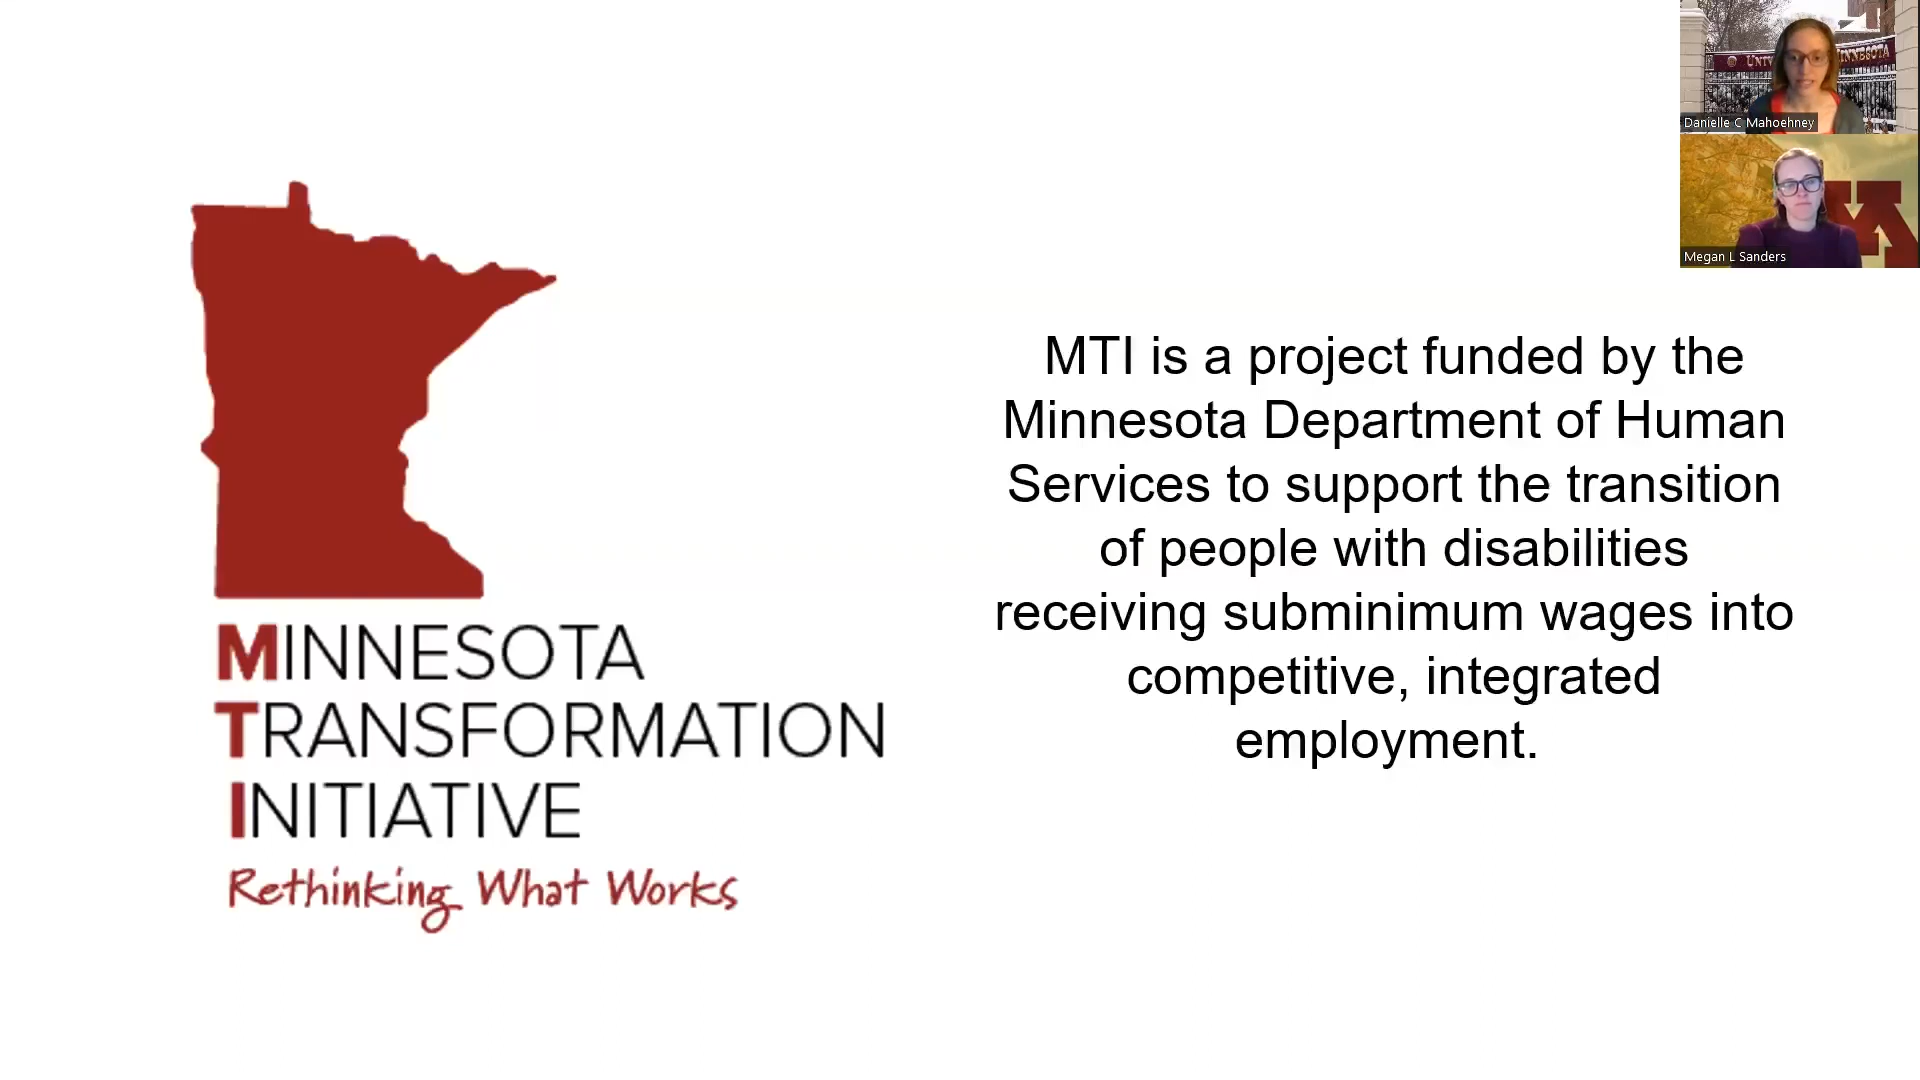 MINNESOTA
TRANSFORMATION
INITIATIVE
Rethinking What Works
MTI is a project funded by the
Minnesota Department of Human
Services to support the transition
of people with disabilities
receiving subminimum wages into
competitive, integrated
employment.
Danielle C Mahoehney
Megan L Sanders